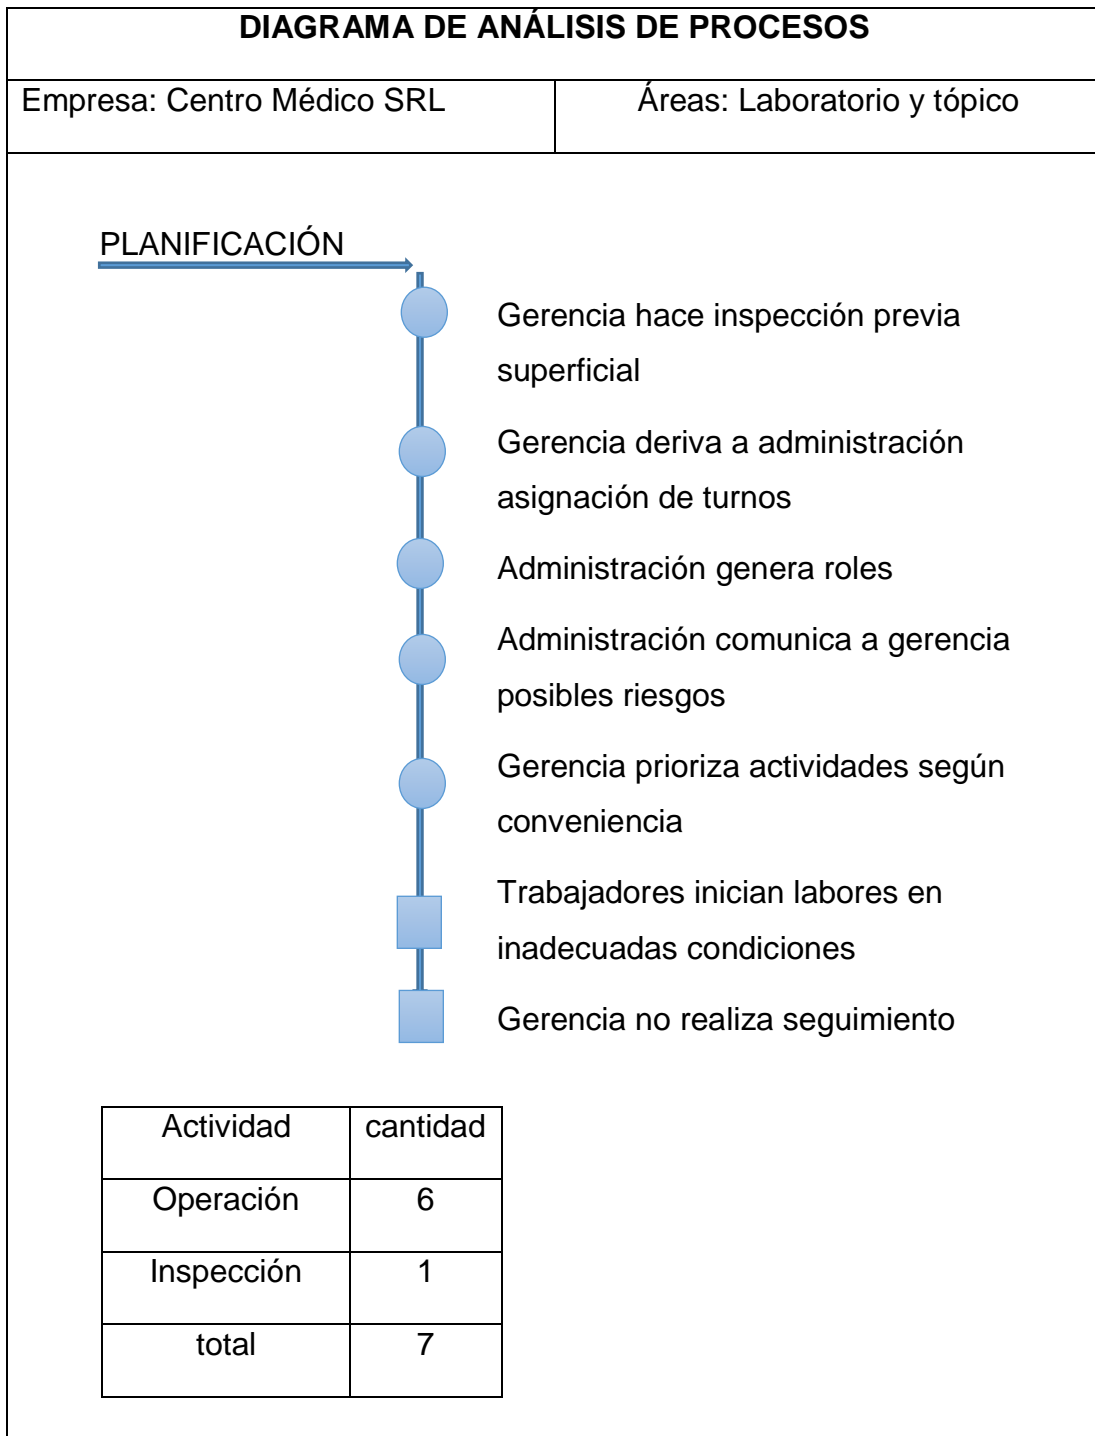 DIAGRAMA DE ANÁLISIS DE PROCESOS
Empresa: Centro Médico SRL
Áreas: Laboratorio y tópico
PLANIFICACIÓN
Gerencia hace inspección previa
superficial
Gerencia deriva a administración
asignación de turnos
Administración genera roles
Administración comunica a gerencia
posibles riesgos
Gerencia prioriza actividades según
conveniencia
Trabajadores inician labores en
inadecuadas condiciones
Gerencia no realiza seguimiento
Actividad cantidad
Operación 6
Inspección 1
total 7